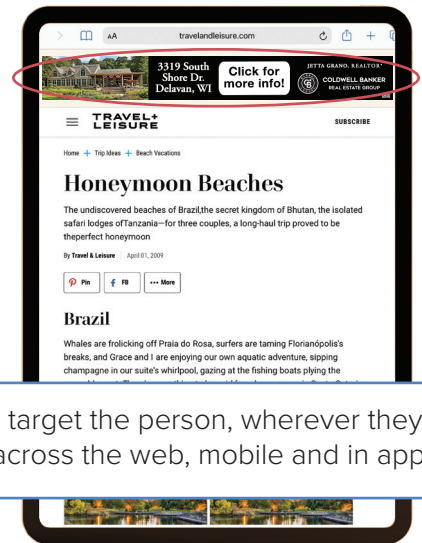 AA
travelandleisure.com
3319 South
Shore Dr.
Delavan, WI
Click for
more info!
JETTA GRANO, REALTOR®
COLDWELL BANKER
REAL ESTATE GROUP
TRAVEL+
LEISURE
SUBSCRIBE
Home + Trip Ideas + Beach Vacations
Honeymoon Beaches
The undiscovered beaches of Brazil,the secret kingdom of Bhutan, the isolated
safari lodges ofTanzania—for three couples, a long-haul trip proved to be
theperfect honeymoon
By Travel & Leisure April 01, 2009
Pin
FB
••• More
Brazil
Whales are frolicking off Praia do Rosa, surfers are taming Florianópolis's
breaks, and Grace and I are enjoying our own aquatic adventure, sipping
champagne in our suite's whirlpool, gazing at the fishing boats plying the
target the person, wherever they
across the web, mobile and in app